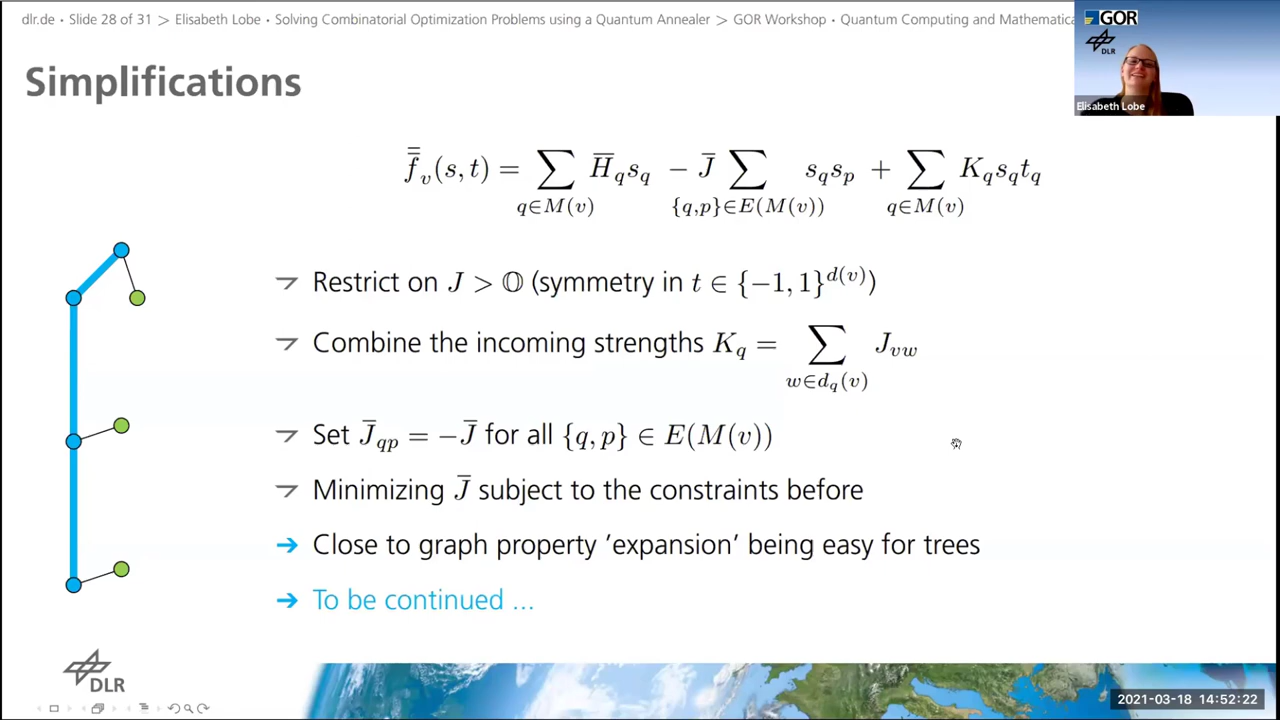 dlr.de · Slide 28 of 31 > Elisabeth Lobe · Solving Combinatorial Optimization Problems using a Quantum Annealer > GOR Workshop · Quantum Computing and Mathematica
GOR
DLR
Elisabeth Lobe
Simplifications
f̿̄_v(s, t) = ∑_{q∈M(v)} H̅_q s_q − J̅ ∑_{{q,p}∈E(M(v))} s_q s_p + ∑_{q∈M(v)} K_q s_q t_q
Restrict on J > 𝕆 (symmetry in t ∈ {−1, 1}^{d(v)})
Combine the incoming strengths K_q = ∑_{w∈d_q(v)} J_{vw}
Set J̅_{qp} = −J̅ for all {q, p} ∈ E(M(v))
Minimizing J̅ subject to the constraints before
➔ Close to graph property ’expansion’ being easy for trees
➔ To be continued ...
DLR
2021-03-18 14:52:22